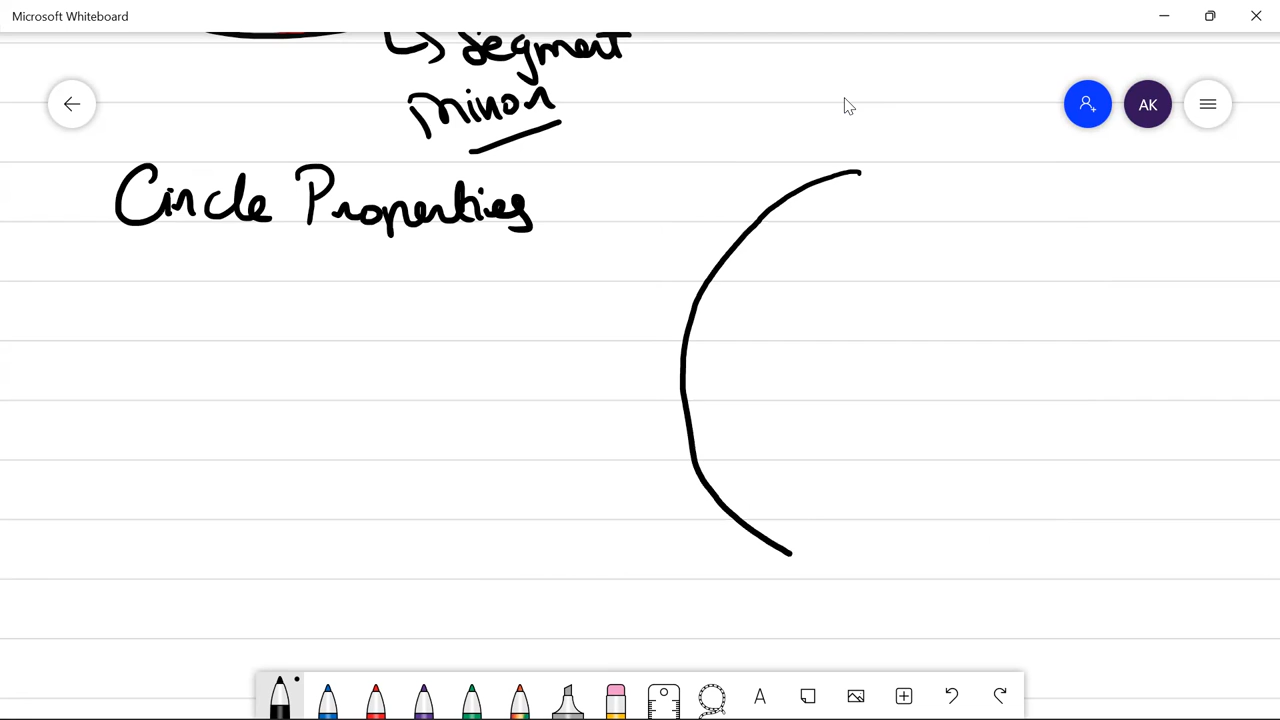 Microsoft Whiteboard
↳ Segment
minor
AK
Circle Properties
A